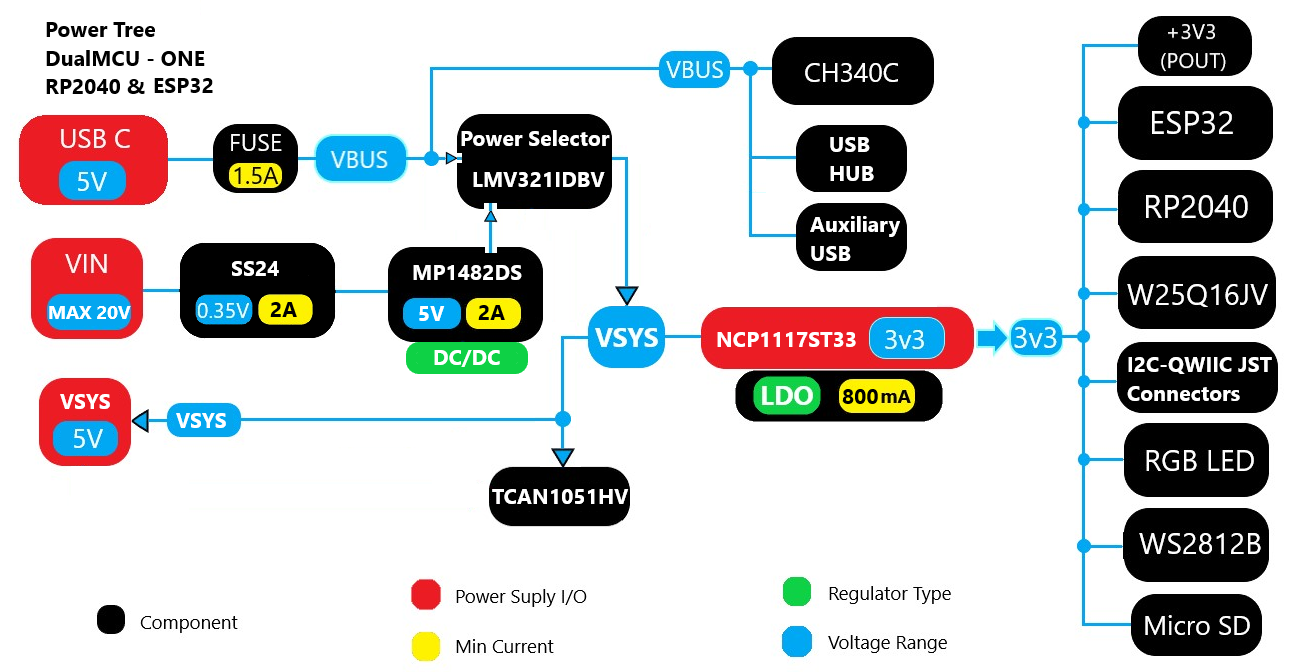 Power Tree
DualMCU - ONE
RP2040 & ESP32
USB C
5V
FUSE
1.5A
VBUS
Power Selector
LMV321IDBV
VBUS
CH340C
USB
HUB
Auxiliary
USB
VIN
MAX 20V
SS24
0.35V
2A
MP1482DS
5V
2A
DC/DC
VSYS
NCP1117ST33
3v3
LDO
800mA
3v3
VSYS
5V
VSYS
TCAN1051HV
+3V3
(POUT)
ESP32
RP2040
W25Q16JV
I2C-QWIIC JST
Connectors
RGB LED
WS2812B
Micro SD
Component
Power Suply I/O
Min Current
Regulator Type
Voltage Range